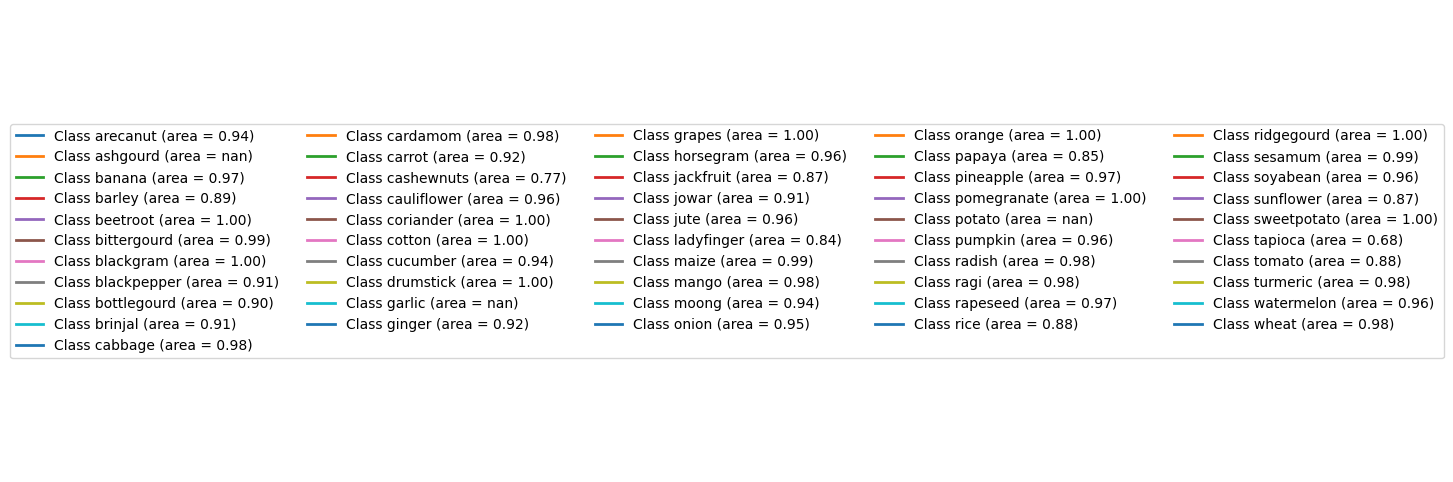 Class arecanut (area = 0.94)
Class ashgourd (area = nan)
Class banana (area = 0.97)
Class barley (area = 0.89)
Class beetroot (area = 1.00)
Class bittergourd (area = 0.99)
Class blackgram (area = 1.00)
Class blackpepper (area = 0.91)
Class bottlegourd (area = 0.90)
Class brinjal (area = 0.91)
Class cabbage (area = 0.98)
Class cardamom (area = 0.98)
Class carrot (area = 0.92)
Class cashewnuts (area = 0.77)
Class cauliflower (area = 0.96)
Class coriander (area = 1.00)
Class cotton (area = 1.00)
Class cucumber (area = 0.94)
Class drumstick (area = 1.00)
Class garlic (area = nan)
Class ginger (area = 0.92)
Class grapes (area = 1.00)
Class horsegram (area = 0.96)
Class jackfruit (area = 0.87)
Class jowar (area = 0.91)
Class jute (area = 0.96)
Class ladyfinger (area = 0.84)
Class maize (area = 0.99)
Class mango (area = 0.98)
Class moong (area = 0.94)
Class onion (area = 0.95)
Class orange (area = 1.00)
Class papaya (area = 0.85)
Class pineapple (area = 0.97)
Class pomegranate (area = 1.00)
Class potato (area = nan)
Class pumpkin (area = 0.96)
Class radish (area = 0.98)
Class ragi (area = 0.98)
Class rapeseed (area = 0.97)
Class rice (area = 0.88)
Class ridgegourd (area = 1.00)
Class sesamum (area = 0.99)
Class soyabean (area = 0.96)
Class sunflower (area = 0.87)
Class sweetpotato (area = 1.00)
Class tapioca (area = 0.68)
Class tomato (area = 0.88)
Class turmeric (area = 0.98)
Class watermelon (area = 0.96)
Class wheat (area = 0.98)